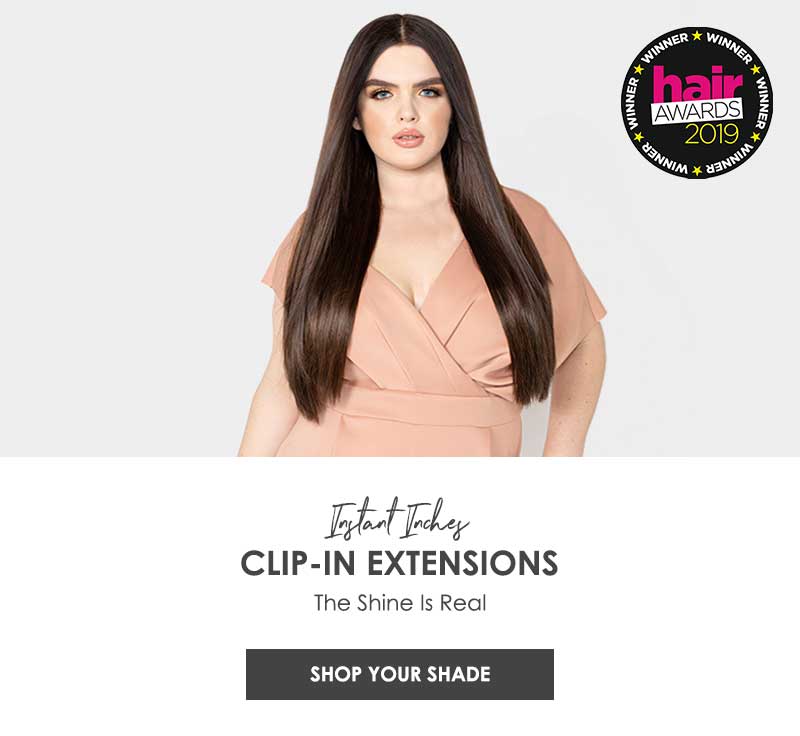 WINNER ★ WINNER ★ WINNER ★ WINNER ★ WINNER ★ WINNER ★
hair
AWARDS
2019
Instant Inches
CLIP-IN EXTENSIONS
The Shine Is Real
SHOP YOUR SHADE